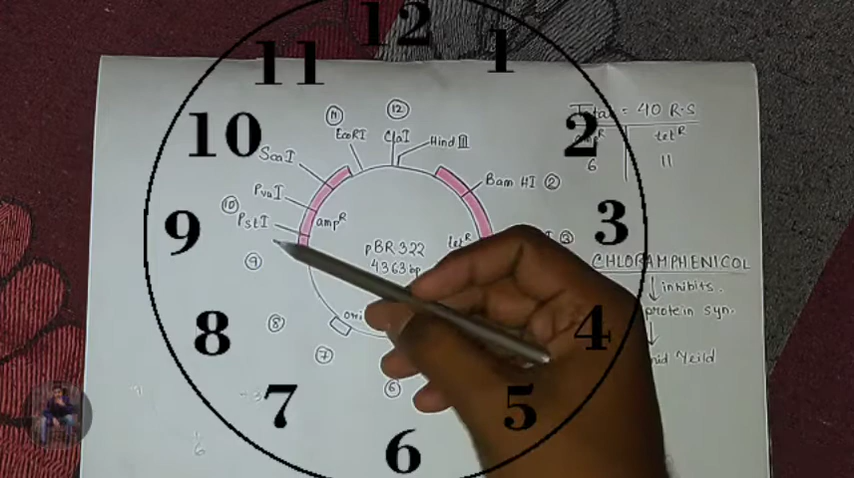 12
11
1
10
2
9
3
8
4
7
5
6
Total = 40 R.S
ampR tetR
6 11
⑪ ⑫
EcoRI ClaI Hind III
ScaI
PvuI
⑩ PstI
ampR
Bam HI ②
tetR
③
pBR322
4363 bp
⑨
ori
⑧
⑦
⑥
CHLORAMPHENICOL
↓ inhibits.
protein syn.
↓